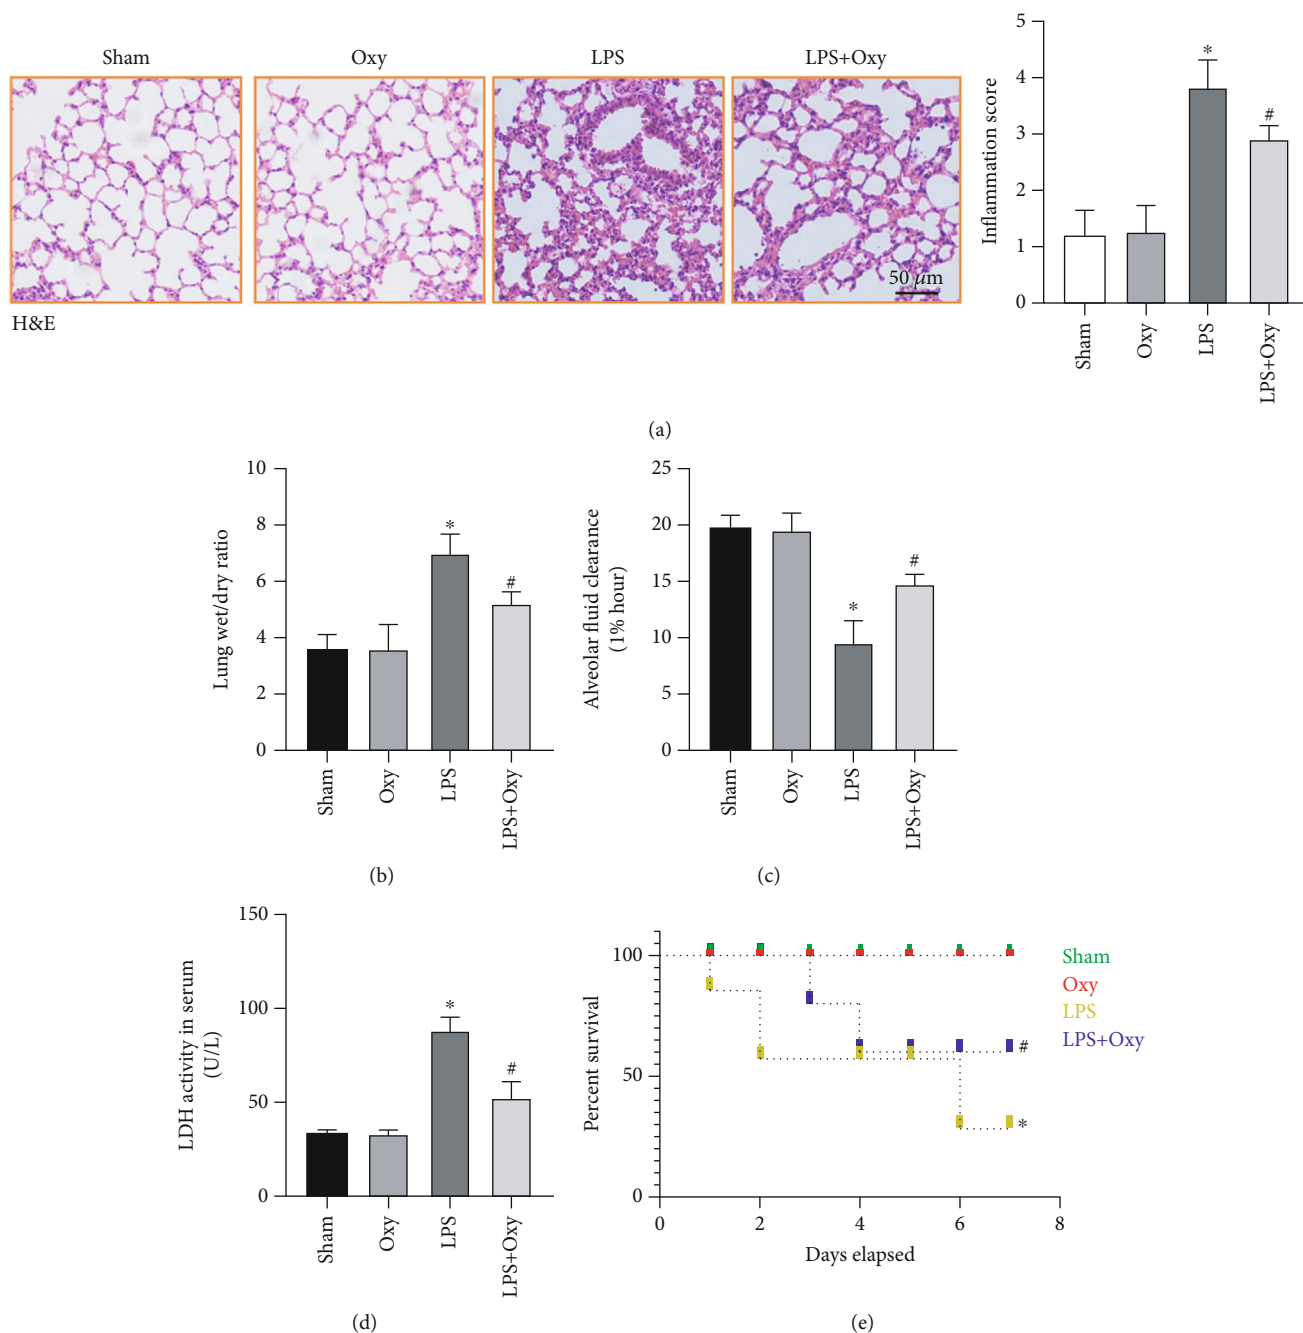 Sham
Oxy
LPS
LPS+Oxy
50 µm
H&E
Inflammation score
5
4
3
2
1
0
*
#
Sham
Oxy
LPS
LPS+Oxy
(a)
Lung wet/dry ratio
10
8
6
4
2
0
*
#
Sham
Oxy
LPS
LPS+Oxy
(b)
Alveolar fluid clearance
(1% hour)
25
20
15
10
5
0
*
#
Sham
Oxy
LPS
LPS+Oxy
(c)
LDH activity in serum
(U/L)
150
100
50
0
*
#
Sham
Oxy
LPS
LPS+Oxy
(d)
Percent survival
100
50
0
0 2 4 6 8
Days elapsed
#
*
Sham
Oxy
LPS
LPS+Oxy
(e)